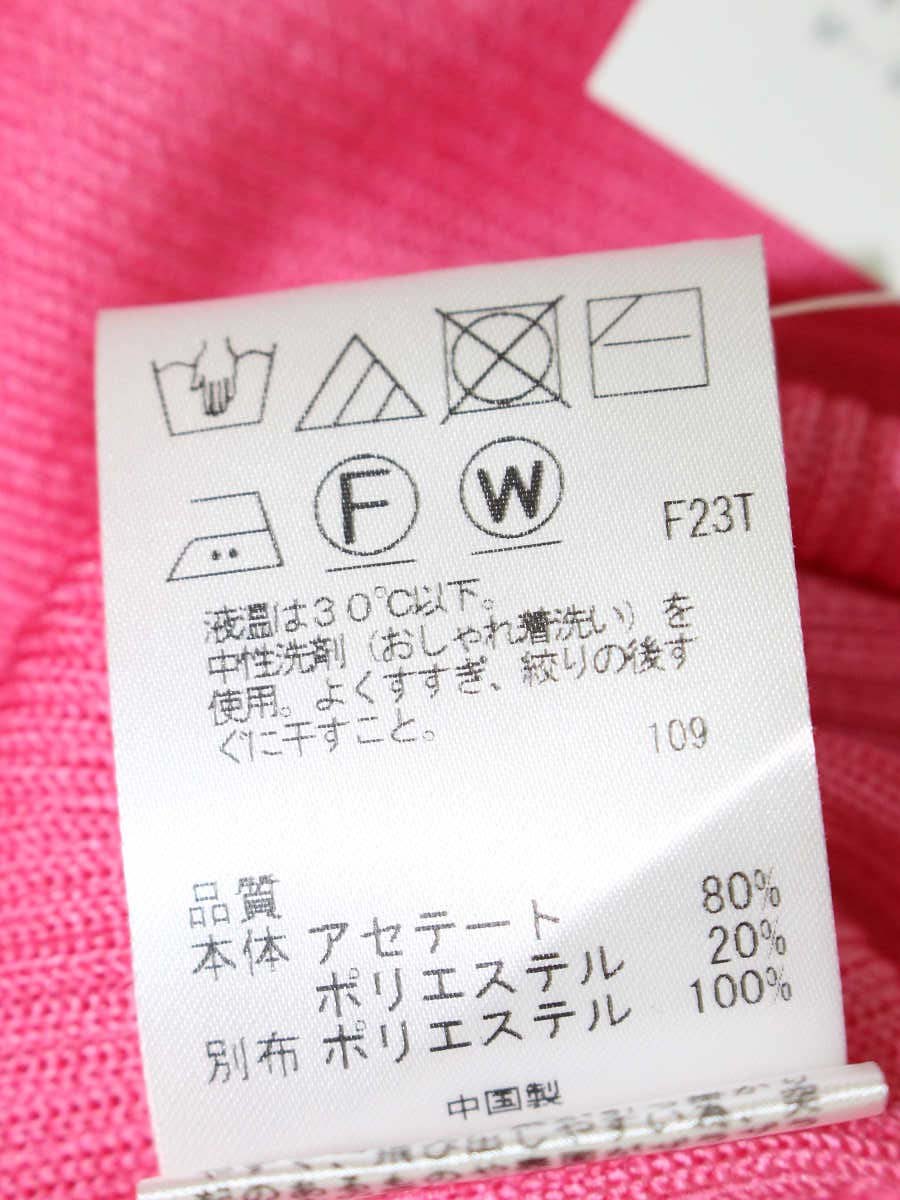 F
W
F23T
液温は30℃以下。
中性洗剤（おしゃれ着洗い）を
使用。よくすすぎ、絞りの後す
ぐに干すこと。
109
品質
本体 アセテート 80%
ポリエステル 20%
別布 ポリエステル 100%
中国製